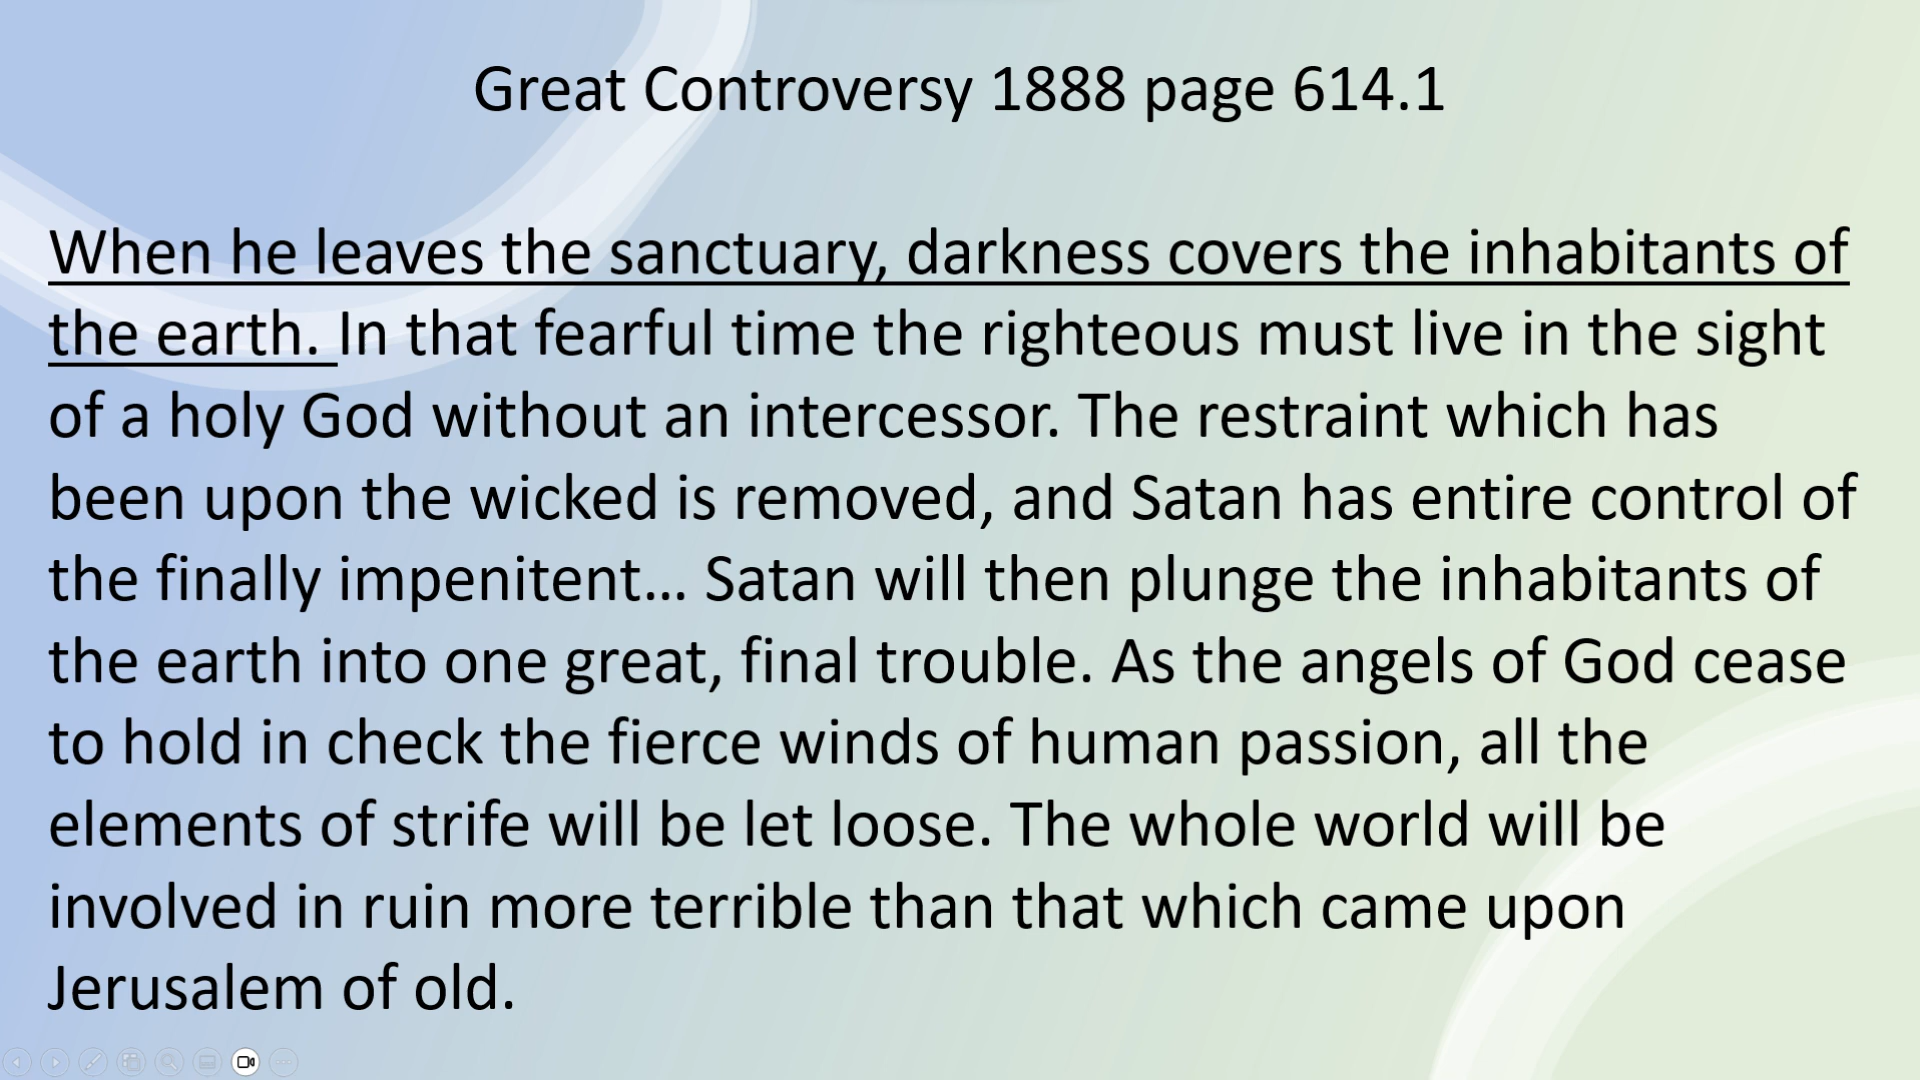 Great Controversy 1888 page 614.1
When he leaves the sanctuary, darkness covers the inhabitants of
the earth. In that fearful time the righteous must live in the sight
of a holy God without an intercessor. The restraint which has
been upon the wicked is removed, and Satan has entire control of
the finally impenitent... Satan will then plunge the inhabitants of
the earth into one great, final trouble. As the angels of God cease
to hold in check the fierce winds of human passion, all the
elements of strife will be let loose. The whole world will be
involved in ruin more terrible than that which came upon
Jerusalem of old.